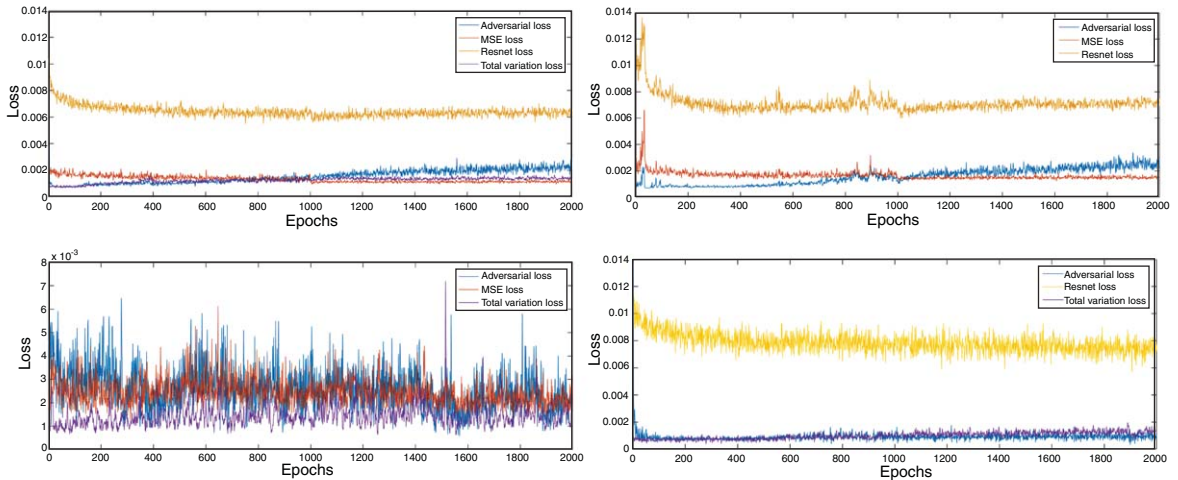 0.014
0.012
0.01
0.008
0.006
0.004
0.002
0
Loss
0 200 400 600 800 1000 1200 1400 1600 1800 2000
Epochs
Adversarial loss
MSE loss
Resnet loss
Total variation loss
0.014
0.012
0.01
0.008
0.006
0.004
0.002
0
Loss
0 200 400 600 800 1000 1200 1400 1600 1800 2000
Epochs
Adversarial loss
MSE loss
Resnet loss
8 × 10⁻³
7
6
5
4
3
2
1
0
Loss
0 200 400 600 800 1000 1200 1400 1600 1800 2000
Epochs
Adversarial loss
MSE loss
Total variation loss
0.014
0.012
0.01
0.008
0.006
0.004
0.002
0
Loss
0 200 400 600 800 1000 1200 1400 1600 1800 2000
Epochs
Adversarial loss
Resnet loss
Total variation loss